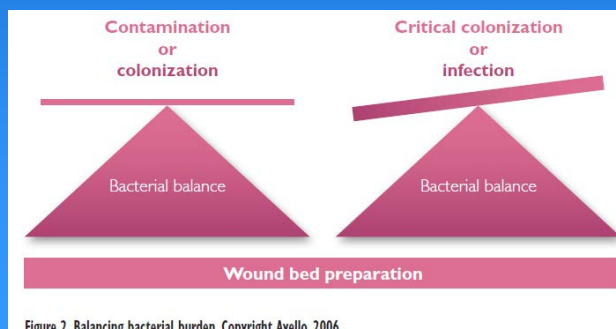 Contamination
or
colonization
Critical colonization
or
infection
Bacterial balance
Bacterial balance
Wound bed preparation
Figure 2. Balancing bacterial burden. Copyright Ayello, 2006